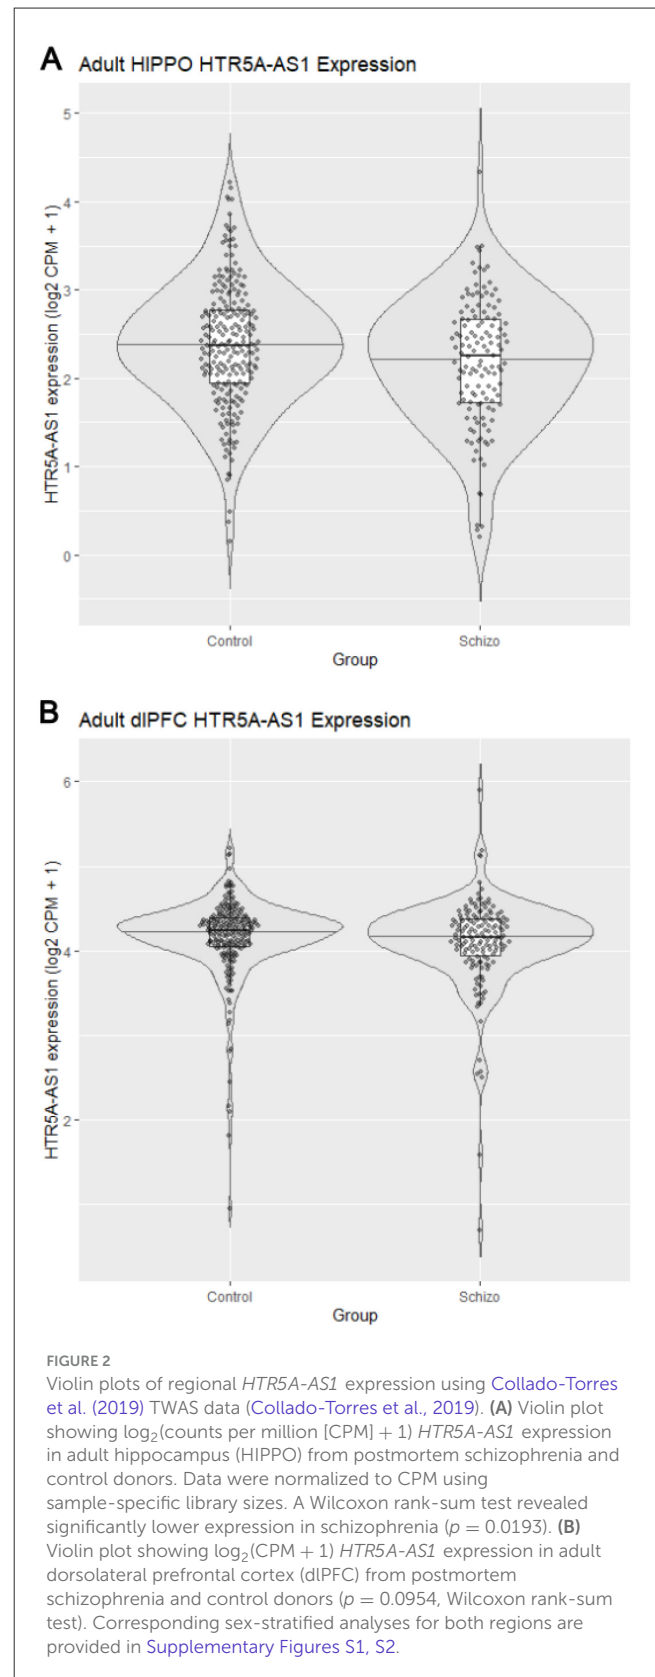 A Adult HIPPO HTR5A-AS1 Expression
HTR5A-AS1 expression (log2 CPM + 1)
5
4
3
2
1
0
Control Schizo
Group
B Adult dlPFC HTR5A-AS1 Expression
HTR5A-AS1 expression (log2 CPM + 1)
6
4
2
Control Schizo
Group
FIGURE 2
Violin plots of regional HTR5A-AS1 expression using Collado-Torres
et al. (2019) TWAS data (Collado-Torres et al., 2019). (A) Violin plot
showing log₂(counts per million [CPM] + 1) HTR5A-AS1 expression
in adult hippocampus (HIPPO) from postmortem schizophrenia and
control donors. Data were normalized to CPM using
sample-specific library sizes. A Wilcoxon rank-sum test revealed
significantly lower expression in schizophrenia (p = 0.0193). (B)
Violin plot showing log₂(CPM + 1) HTR5A-AS1 expression in adult
dorsolateral prefrontal cortex (dlPFC) from postmortem
schizophrenia and control donors (p = 0.0954, Wilcoxon rank-sum
test). Corresponding sex-stratified analyses for both regions are
provided in Supplementary Figures S1, S2.